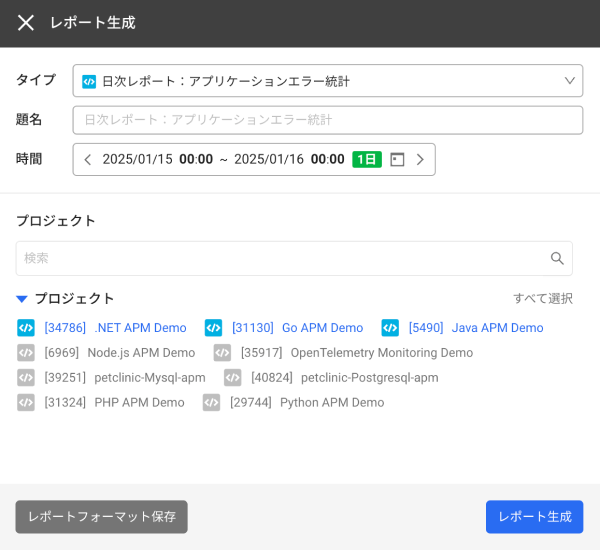 レポート生成
タイプ 日次レポート：アプリケーションエラー統計
題名 日次レポート：アプリケーションエラー統計
時間 2025/01/15 00:00 ~ 2025/01/16 00:00 1日
プロジェクト
検索
プロジェクト すべて選択
[34786] .NET APM Demo [31130] Go APM Demo [5490] Java APM Demo
[6969] Node.js APM Demo [35917] OpenTelemetry Monitoring Demo
[39251] petclinic-Mysql-apm [40824] petclinic-Postgresql-apm
[31324] PHP APM Demo [29744] Python APM Demo
レポートフォーマット保存 レポート生成